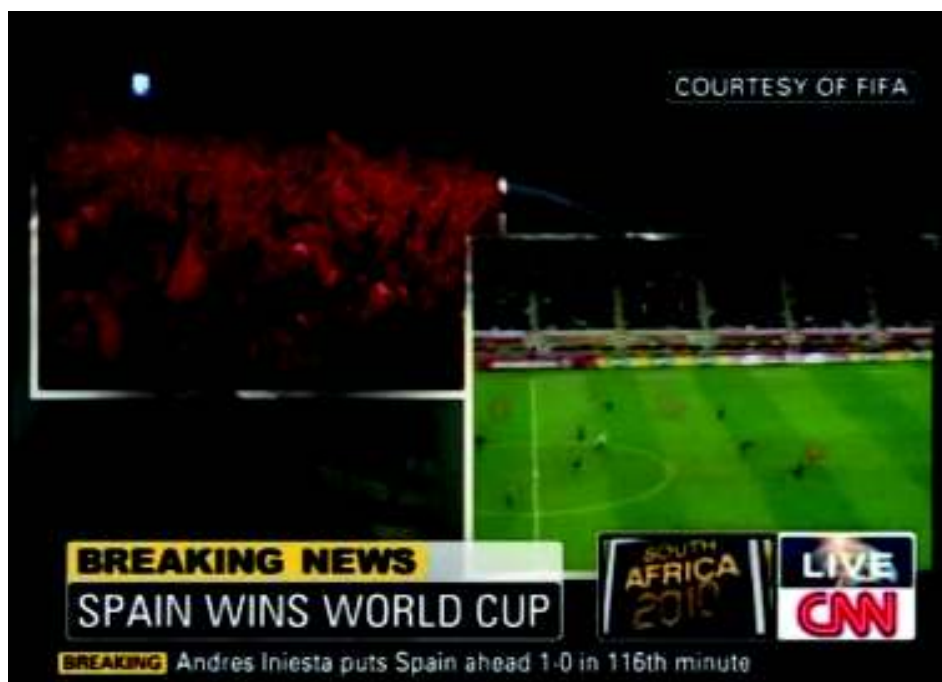 COURTESY OF FIFA
BREAKING NEWS
SPAIN WINS WORLD CUP
SOUTH
AFRICA
2010
LIVE
CNN
BREAKING Andres Iniesta puts Spain ahead 1-0 in 116th minute